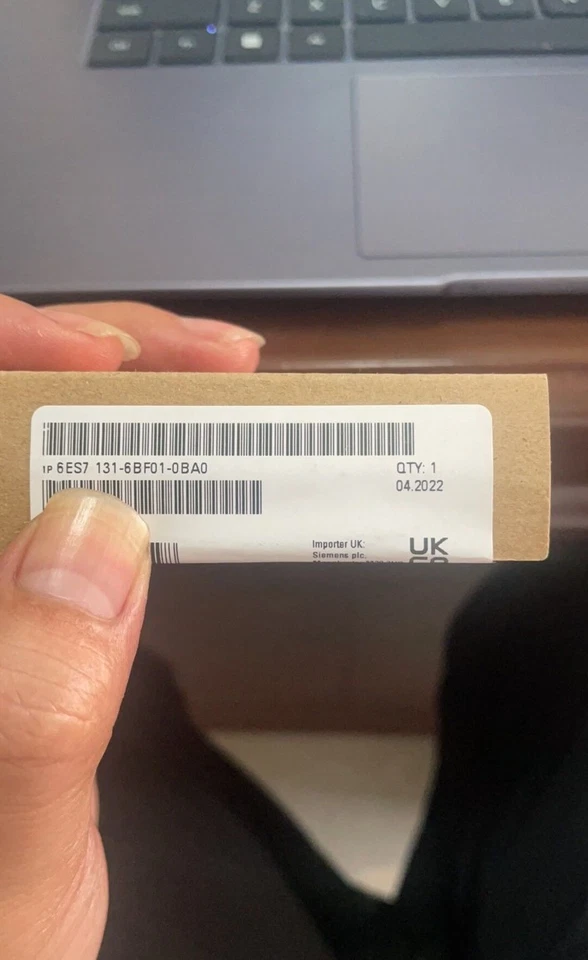 1P 6ES7 131-6BF01-0BA0
QTY: 1
04.2022
Importer UK:
Siemens plc.
UK